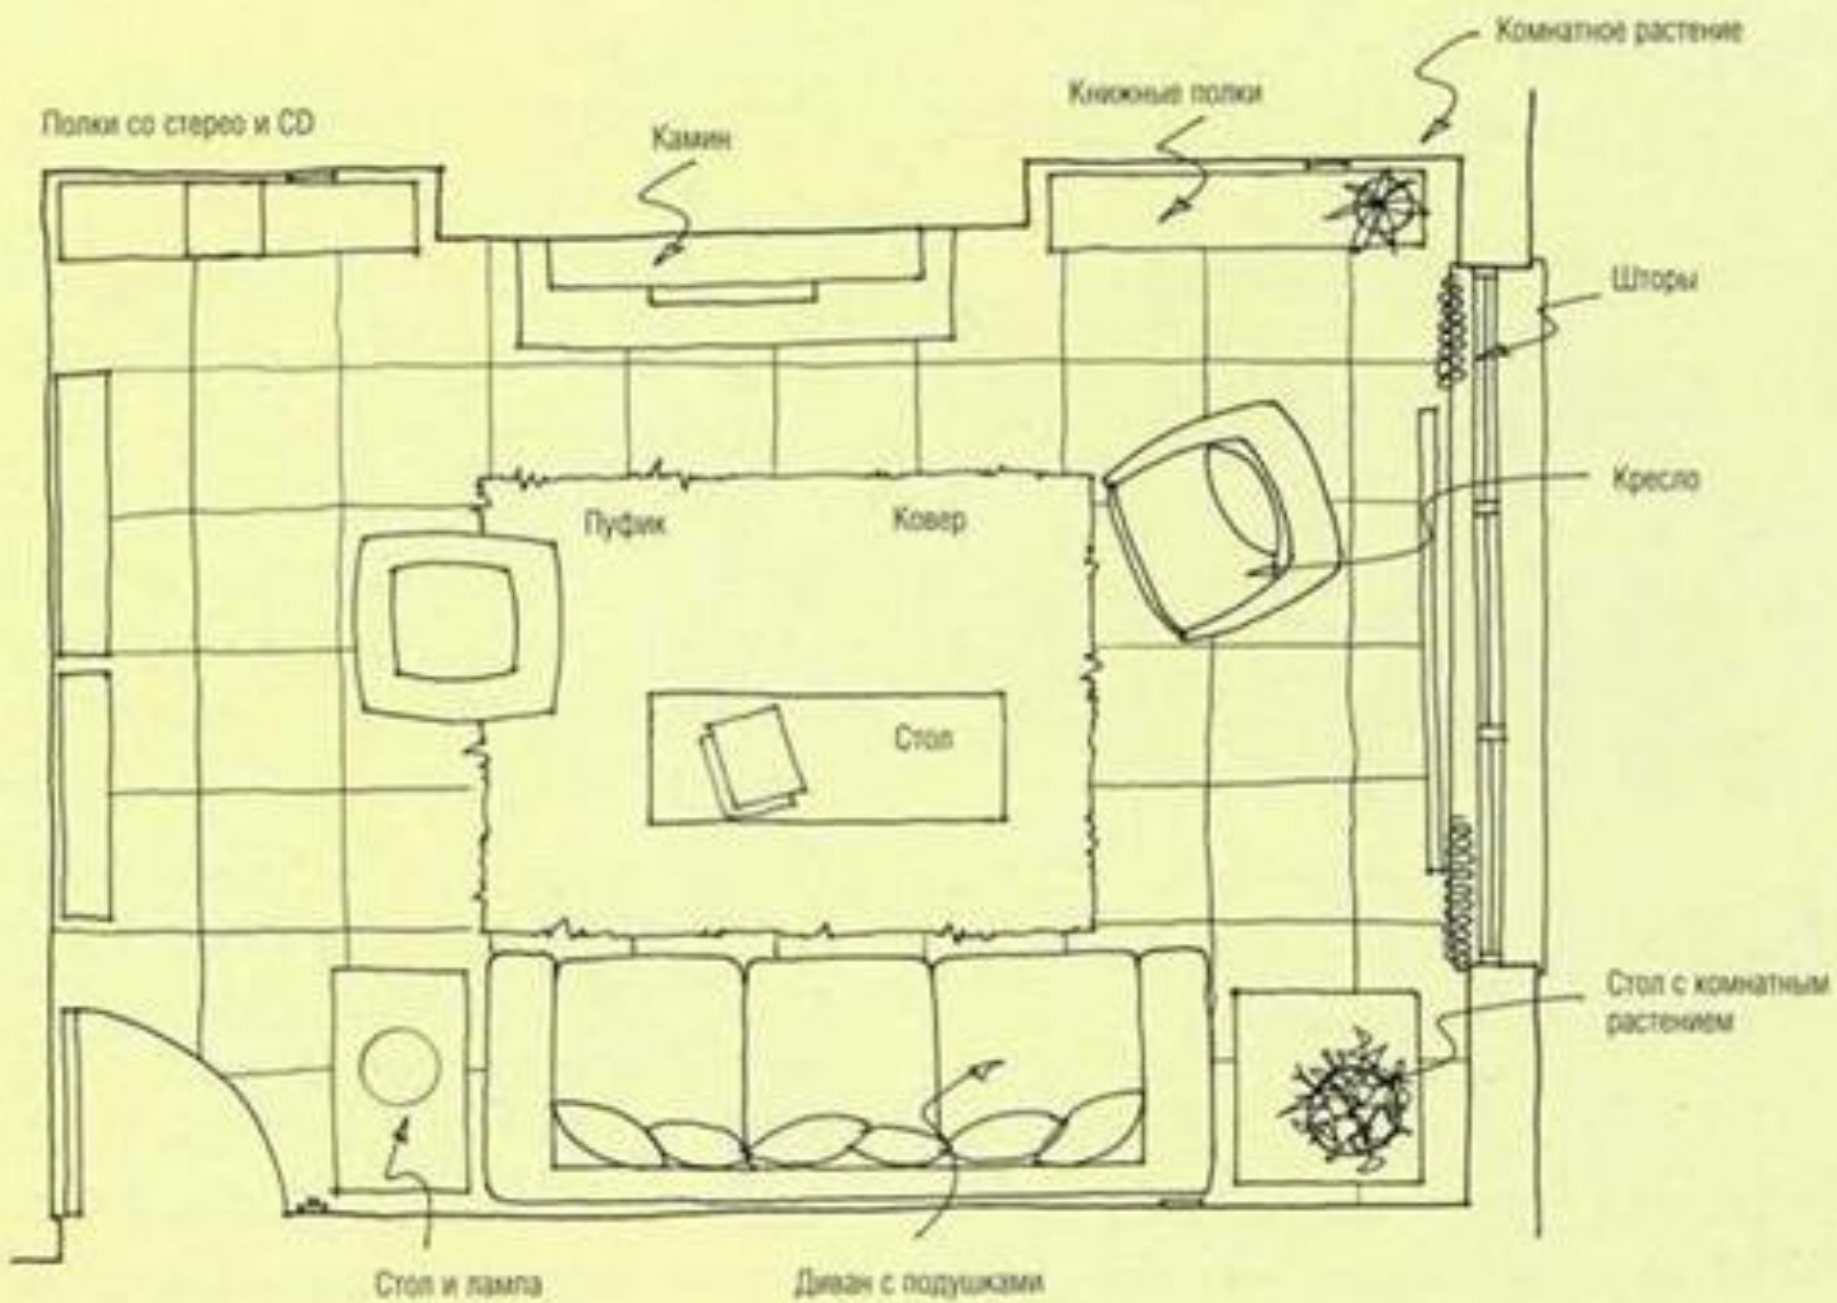 Комнатное растение
Книжные полки
Полки со стерео и CD
Камин
Шторы
Кресло
Пуфик
Ковер
Стол
Стол с комнатным
растением
Стол и лампа
Диван с подушками